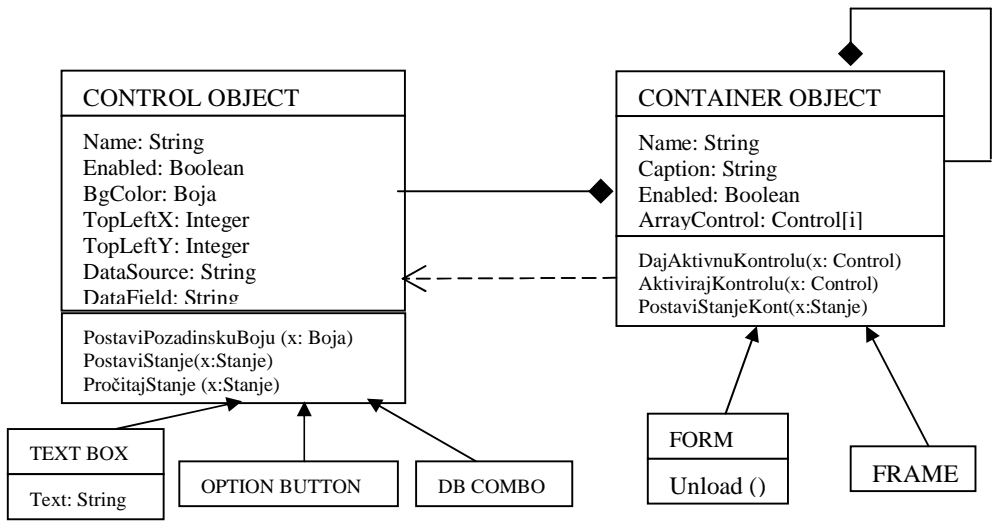 CONTROL OBJECT
Name: String
Enabled: Boolean
BgColor: Boja
TopLeftX: Integer
TopLeftY: Integer
DataSource: String
DataField: String
PostaviPozadinskuBoju (x: Boja)
PostaviStanje(x:Stanje)
PročitajStanje (x:Stanje)
CONTAINER OBJECT
Name: String
Caption: String
Enabled: Boolean
ArrayControl: Control[i]
DajAktivnuKontrolu(x: Control)
AktivirajKontrolu(x: Control)
PostaviStanjeKont(x:Stanje)
TEXT BOX
Text: String
OPTION BUTTON
DB COMBO
FORM
Unload ()
FRAME